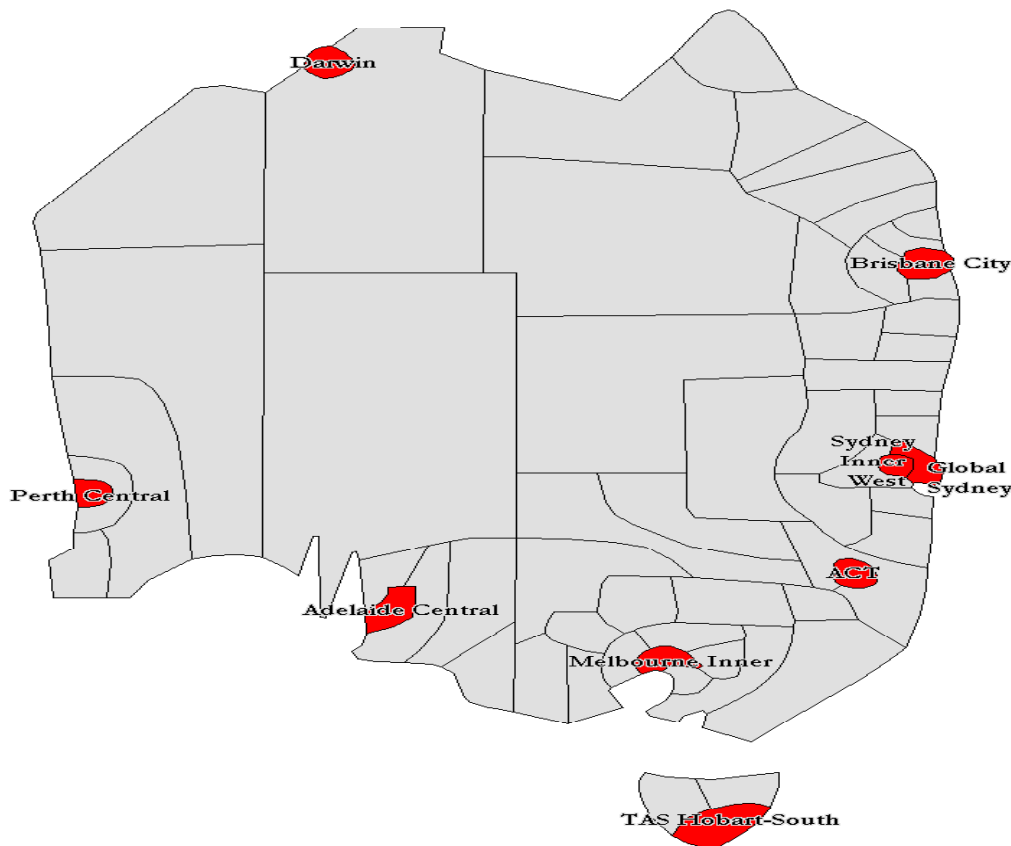 Darwin
Brisbane City
Sydney
Inner
West
Global
Sydney
Perth Central
ACT
Adelaide Central
Melbourne Inner
TAS Hobart-South